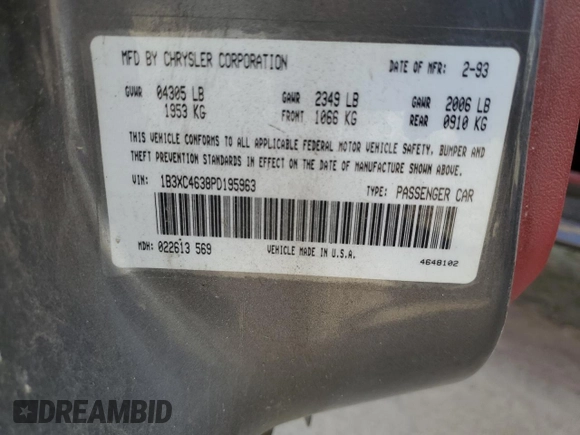 MFD BY CHRYSLER CORPORATION DATE OF MFR: 2-93
GVWR 04305 LB GAWR 2349 LB GAWR 2006 LB
1953 KG FRONT 1066 KG REAR 0910 KG
THIS VEHICLE CONFORMS TO ALL APPLICABLE FEDERAL MOTOR VEHICLE SAFETY, BUMPER AND
THEFT PREVENTION STANDARDS IN EFFECT ON THE DATE OF MANUFACTURE SHOWN ABOVE.
VIN: 1B3XC4638PD195963 TYPE: PASSENGER CAR
MDH: 022613 569 VEHICLE MADE IN U.S.A. 4648102
DREAMBID